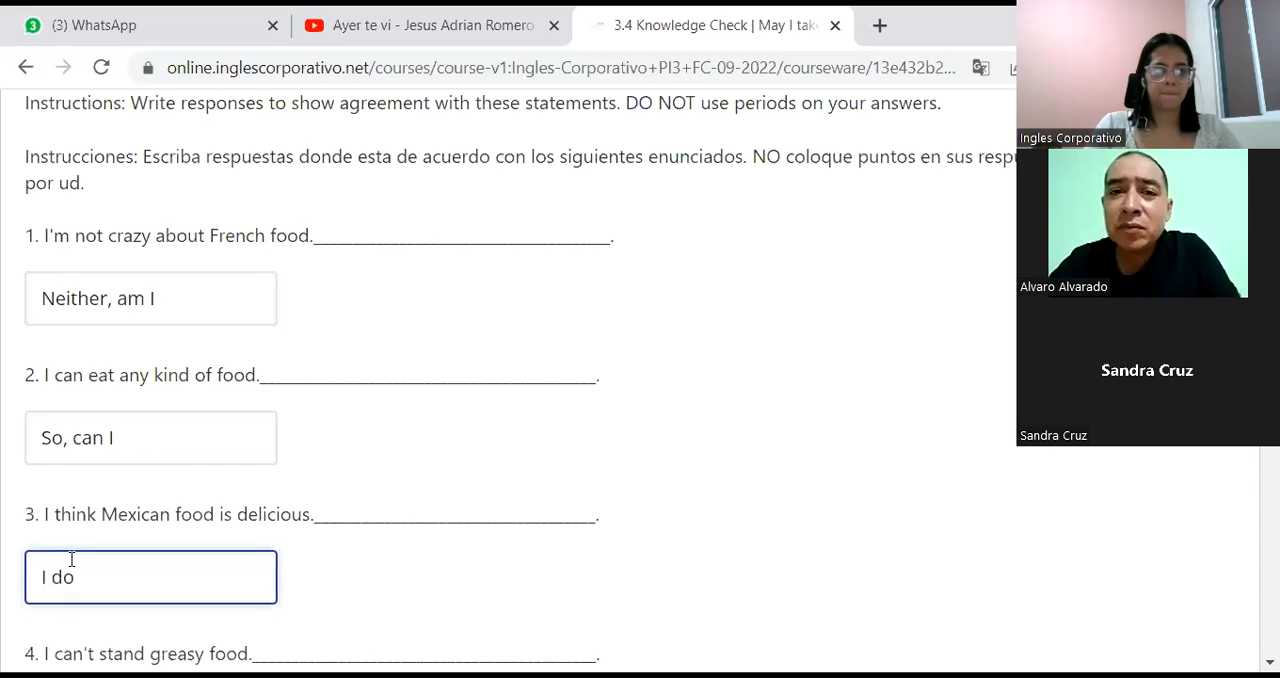 3 (3) WhatsApp
Ayer te vi - Jesus Adrian Romero
3.4 Knowledge Check | May I tak
online.inglescorporativo.net/courses/course-v1:Ingles-Corporativo+PI3+FC-09-2022/courseware/13e432b2...
Instructions: Write responses to show agreement with these statements. DO NOT use periods on your answers.
Instrucciones: Escriba respuestas donde esta de acuerdo con los siguientes enunciados. NO coloque puntos en sus resp
por ud.
1. I'm not crazy about French food.________________________________.
Neither, am I
2. I can eat any kind of food.____________________________________.
So, can I
3. I think Mexican food is delicious.______________________________.
I do
4. I can't stand greasy food._____________________________________.
Ingles Corporativo
Alvaro Alvarado
Sandra Cruz
Sandra Cruz